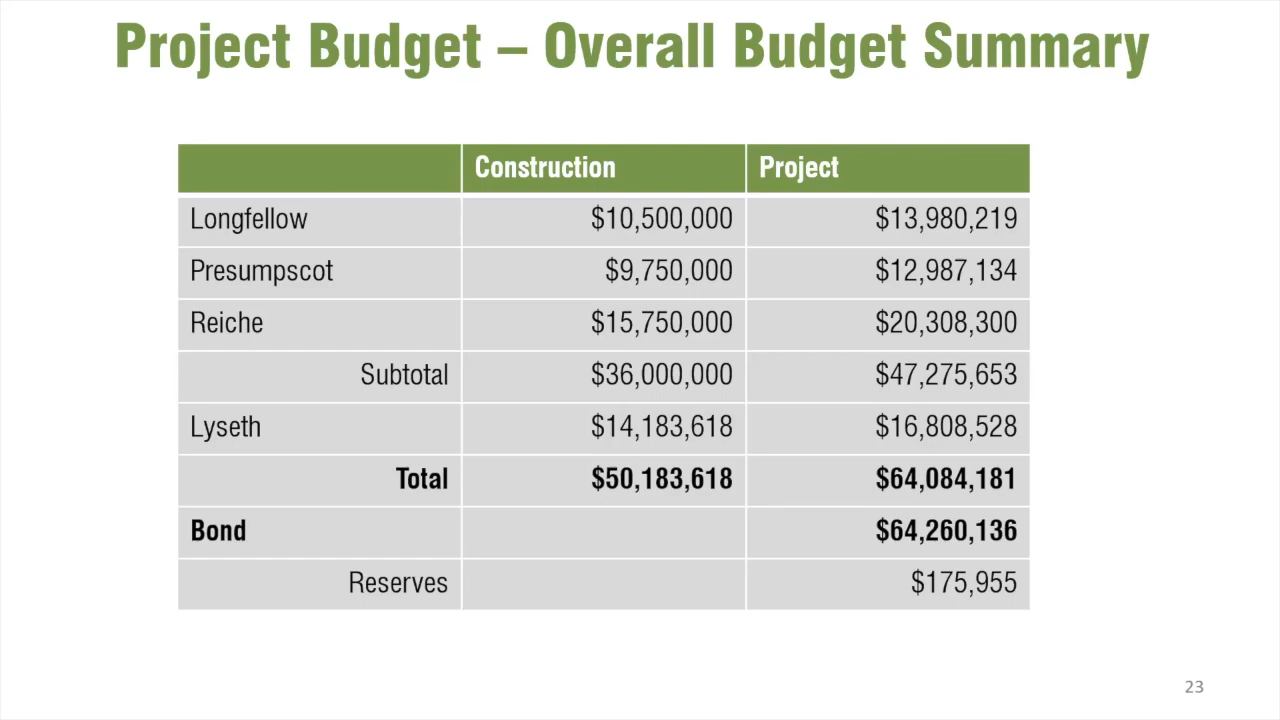 Project Budget – Overall Budget Summary
Construction Project
Longfellow $10,500,000 $13,980,219
Presumpscot $9,750,000 $12,987,134
Reiche $15,750,000 $20,308,300
Subtotal $36,000,000 $47,275,653
Lyseth $14,183,618 $16,808,528
Total $50,183,618 $64,084,181
Bond $64,260,136
Reserves $175,955
23